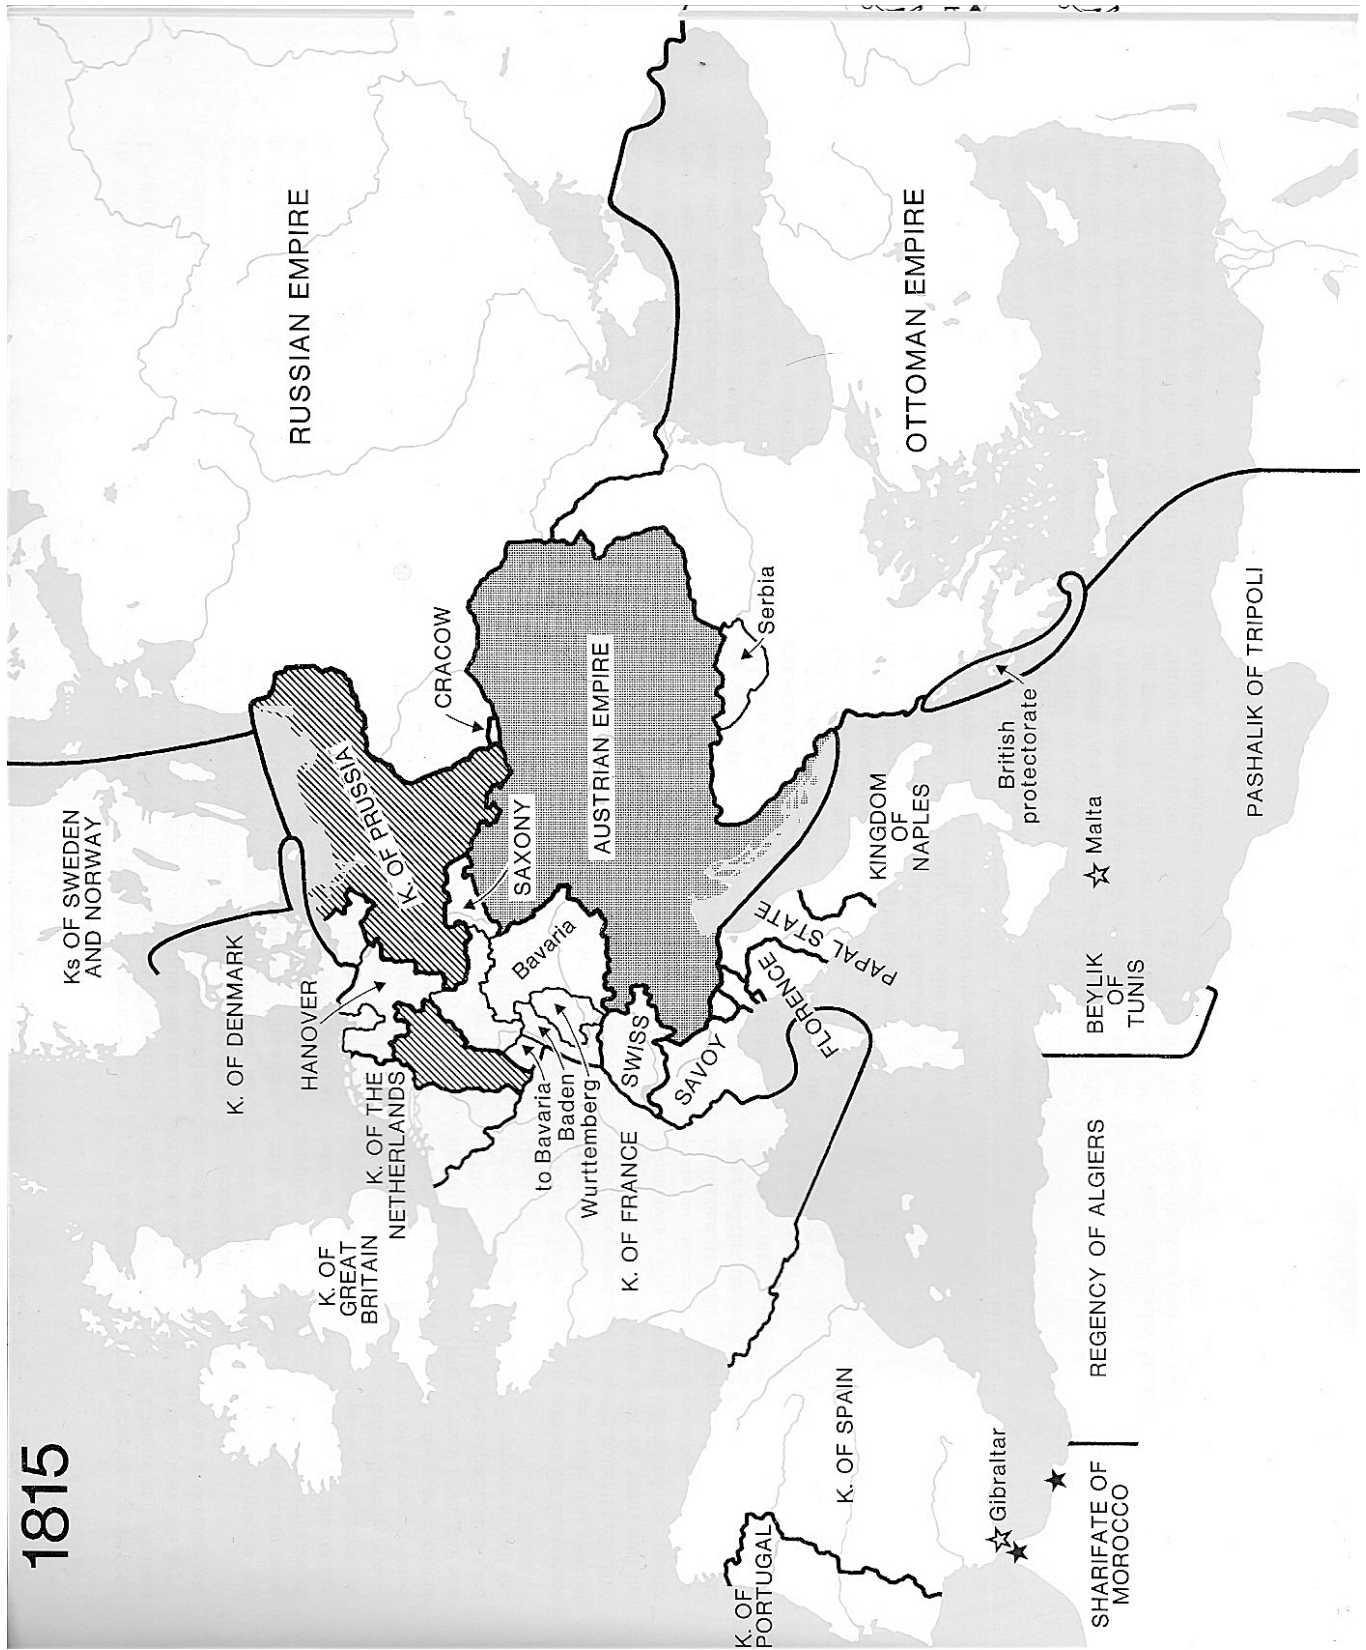 1815
Ks OF SWEDEN
AND NORWAY
RUSSIAN EMPIRE
K. OF DENMARK
HANOVER
K. OF PRUSSIA
K. OF
GREAT
BRITAIN
K. OF THE
NETHERLANDS
CRACOW
SAXONY
Bavaria
to Bavaria
Baden
Wurttemberg
K. OF FRANCE
SWISS
SAVOY
AUSTRIAN EMPIRE
Serbia
OTTOMAN EMPIRE
FLORENCE
PAPAL STATE
KINGDOM
OF
NAPLES
British
protectorate
K. OF
PORTUGAL
K. OF SPAIN
Gibraltar
Malta
SHARIFATE OF
MOROCCO
REGENCY OF ALGIERS
BEYLIK
OF
TUNIS
PASHALIK OF TRIPOLI